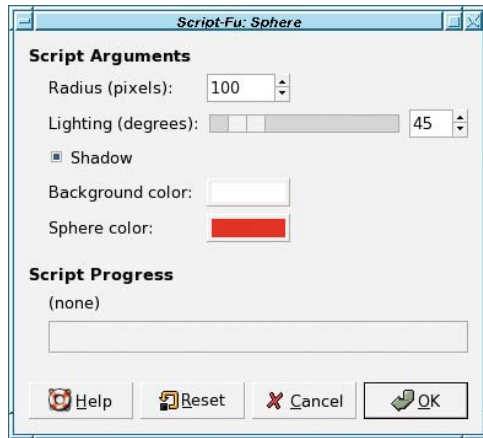 Script-Fu: Sphere
Script Arguments
Radius (pixels): 100
Lighting (degrees): 45
Shadow
Background color:
Sphere color:
Script Progress
(none)
Help Reset Cancel OK